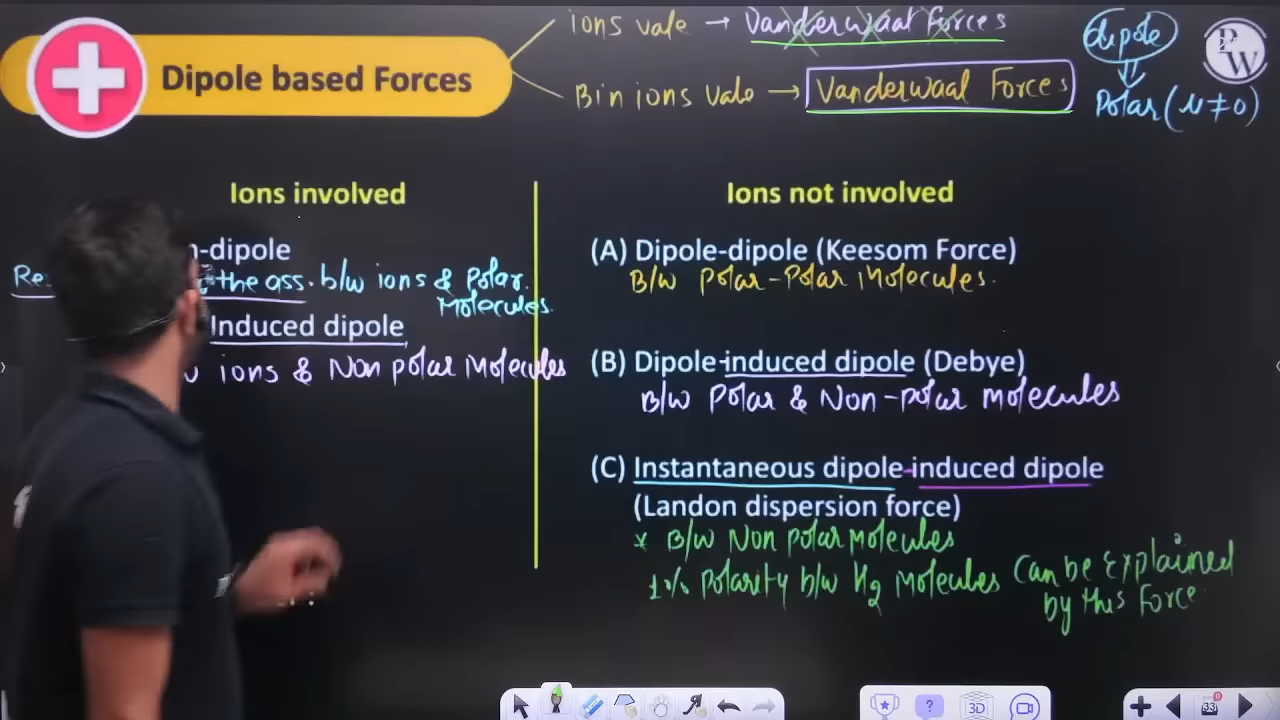 ions vale → Vanderwaal Forces
Dipole based Forces
Bin ions vale → Vanderwaal Forces
dipole
Polar (μ ≠ 0)
PW
Ions involved
-dipole
the ass. b/w ions & Polar
Molecules.
Induced dipole
ions & Non polar Molecules
Ions not involved
(A) Dipole-dipole (Keesom Force)
B/w Polar-Polar Molecules.
(B) Dipole-induced dipole (Debye)
B/w Polar & Non-polar Molecules
(C) Instantaneous dipole-induced dipole
(Landon dispersion force)
* B/w Non polar Molecules
1% Polarity b/w H2 Molecules can be Explained
by this Force
3D
33